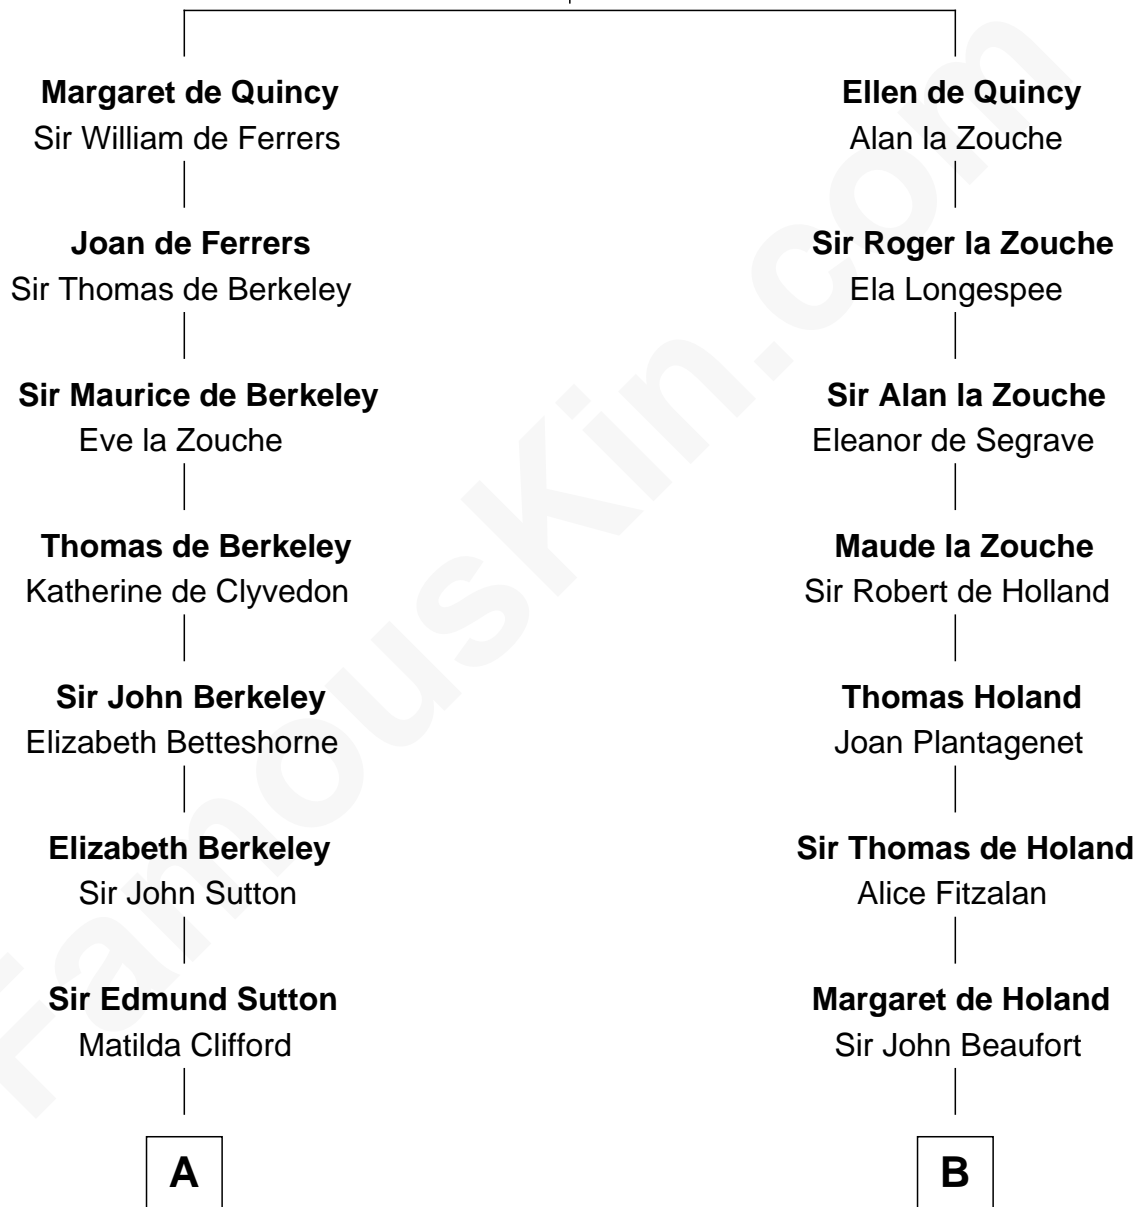 Margaret de Quincy
Sir William de Ferrers
Joan de Ferrers
Sir Thomas de Berkeley
Sir Maurice de Berkeley
Eve la Zouche
Thomas de Berkeley
Katherine de Clyvedon
Sir John Berkeley
Elizabeth Betteshorne
Elizabeth Berkeley
Sir John Sutton
Sir Edmund Sutton
Matilda Clifford
A
Ellen de Quincy
Alan la Zouche
Sir Roger la Zouche
Ela Longespee
Sir Alan la Zouche
Eleanor de Segrave
Maude la Zouche
Sir Robert de Holland
Thomas Holand
Joan Plantagenet
Sir Thomas de Holand
Alice Fitzalan
Margaret de Holand
Sir John Beaufort
B
FamousKin.com